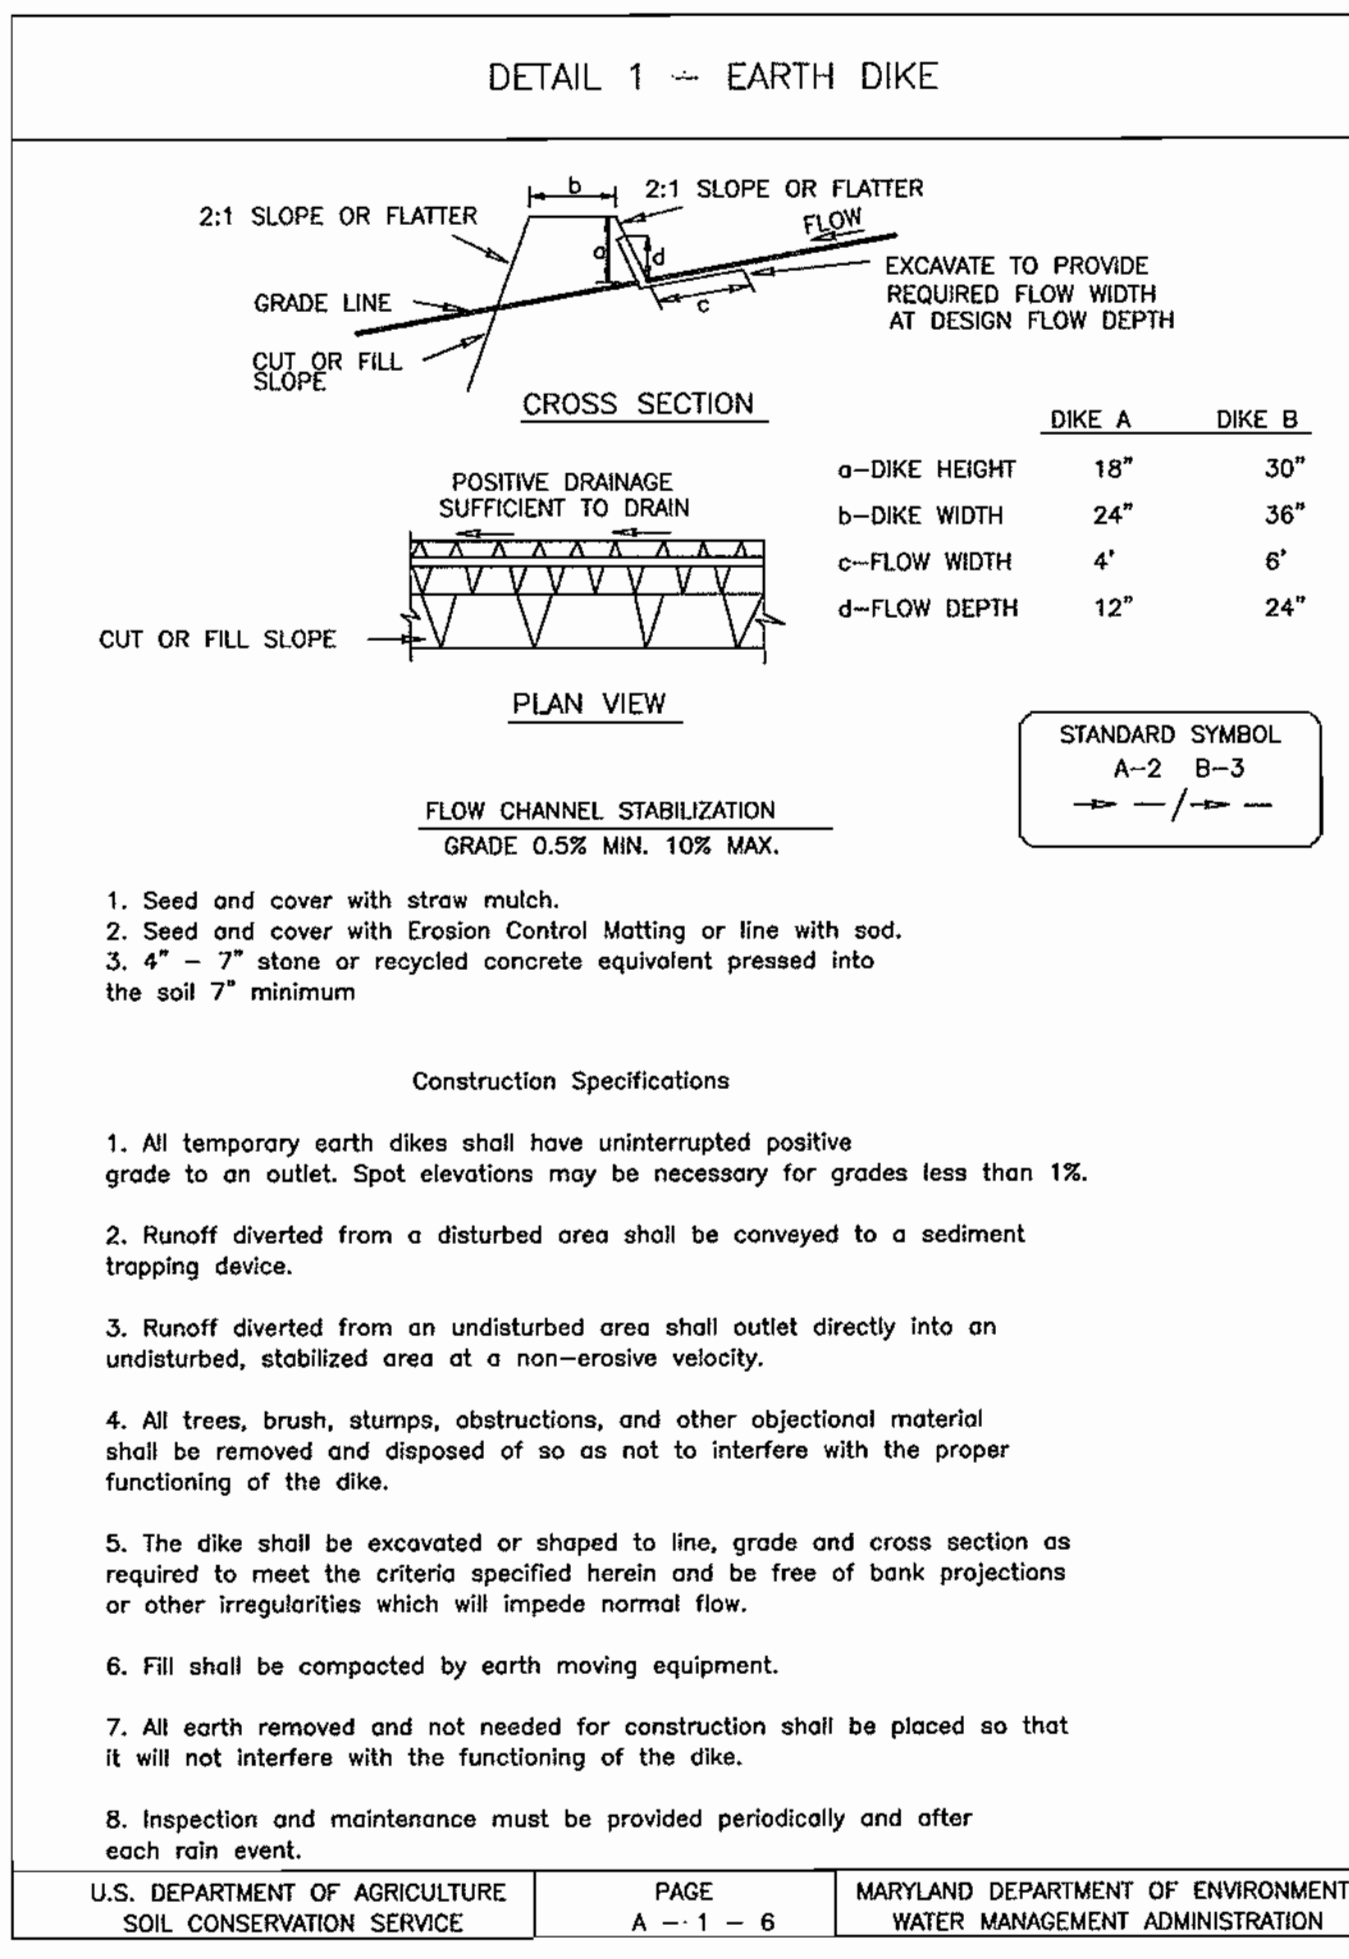 DETAIL 1 - EARTH DIKE
b
2:1 SLOPE OR FLATTER
2:1 SLOPE OR FLATTER
FLOW
a
d
c
EXCAVATE TO PROVIDE
REQUIRED FLOW WIDTH
AT DESIGN FLOW DEPTH
GRADE LINE
CUT OR FILL
SLOPE
CROSS SECTION
DIKE A DIKE B
a-DIKE HEIGHT 18" 30"
b-DIKE WIDTH 24" 36"
c-FLOW WIDTH 4' 6'
d-FLOW DEPTH 12" 24"
POSITIVE DRAINAGE
SUFFICIENT TO DRAIN
CUT OR FILL SLOPE
PLAN VIEW
STANDARD SYMBOL
A-2 B-3
FLOW CHANNEL STABILIZATION
GRADE 0.5% MIN. 10% MAX.
1. Seed and cover with straw mulch.
2. Seed and cover with Erosion Control Matting or line with sod.
3. 4" - 7" stone or recycled concrete equivalent pressed into
the soil 7" minimum
Construction Specifications
1. All temporary earth dikes shall have uninterrupted positive
grade to an outlet. Spot elevations may be necessary for grades less than 1%.
2. Runoff diverted from a disturbed area shall be conveyed to a sediment
trapping device.
3. Runoff diverted from an undisturbed area shall outlet directly into an
undisturbed, stabilized area at a non-erosive velocity.
4. All trees, brush, stumps, obstructions, and other objectional material
shall be removed and disposed of so as not to interfere with the proper
functioning of the dike.
5. The dike shall be excavated or shaped to line, grade and cross section as
required to meet the criteria specified herein and be free of bank projections
or other irregularities which will impede normal flow.
6. Fill shall be compacted by earth moving equipment.
7. All earth removed and not needed for construction shall be placed so that
it will not interfere with the functioning of the dike.
8. Inspection and maintenance must be provided periodically and after
each rain event.
U.S. DEPARTMENT OF AGRICULTURE
SOIL CONSERVATION SERVICE
PAGE
A - 1 - 6
MARYLAND DEPARTMENT OF ENVIRONMENT
WATER MANAGEMENT ADMINISTRATION